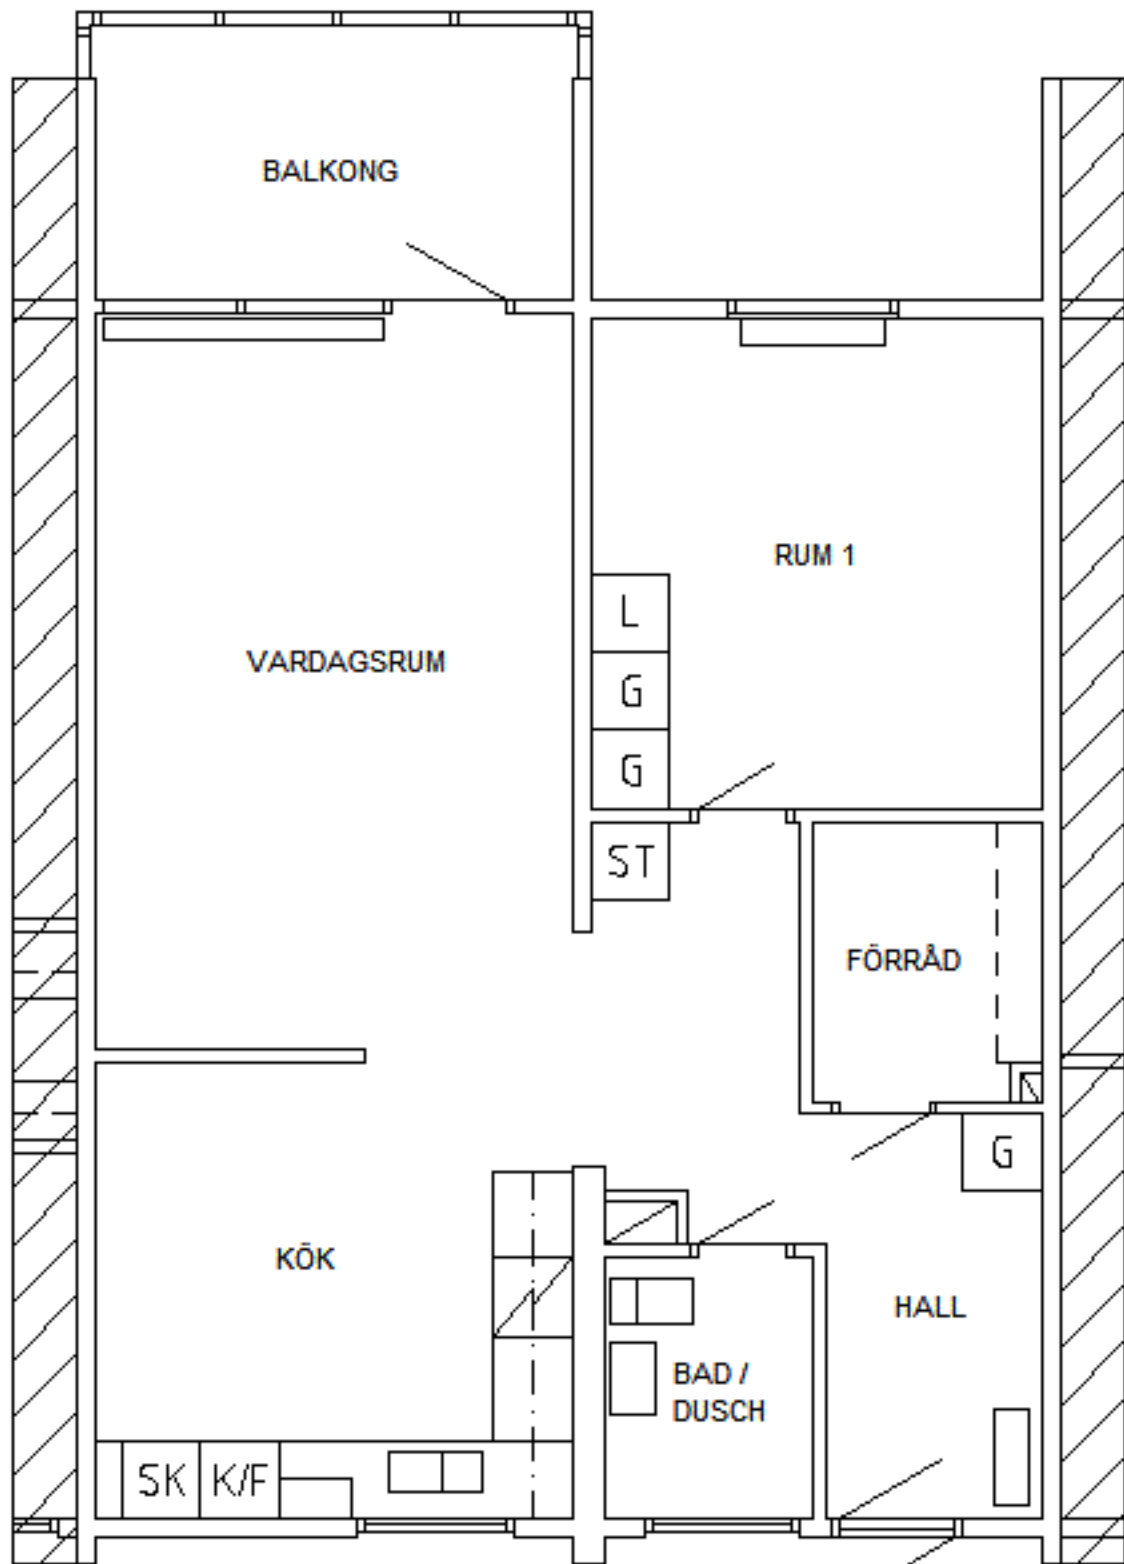 BALKONG
RUM 1
L
VARDAGSRUM
G
G
ST
FÖRRÅD
G
KÖK
HALL
BAD /
DUSCH
SK
K/F